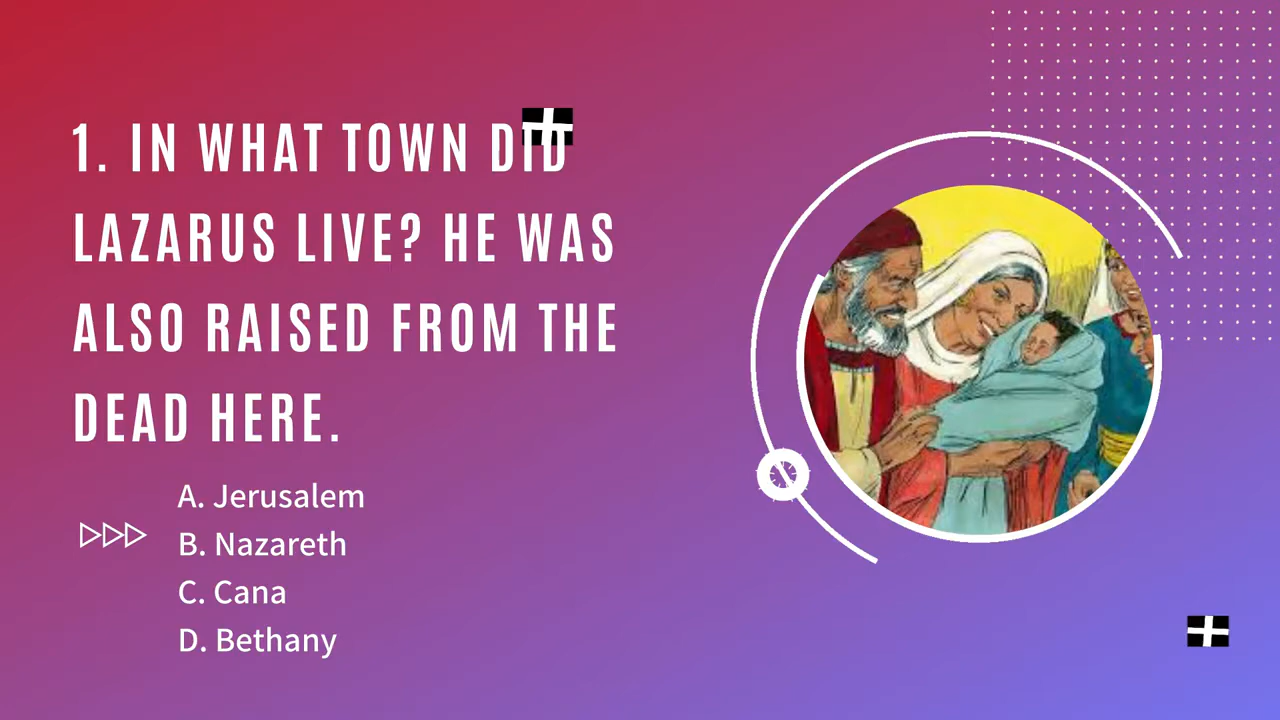 1. IN WHAT TOWN DID
LAZARUS LIVE? HE WAS
ALSO RAISED FROM THE
DEAD HERE.
A. Jerusalem
B. Nazareth
C. Cana
D. Bethany